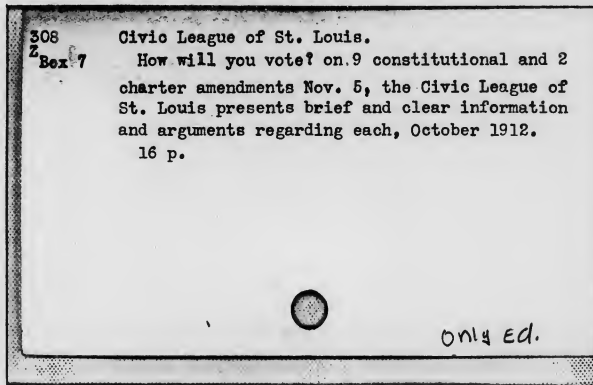 308 Civic League of St. Louis.
Z
Box 7 How will you vote? on 9 constitutional and 2
charter amendments Nov. 5, the Civic League of
St. Louis presents brief and clear information
and arguments regarding each, October 1912.
16 p.
only Ed.